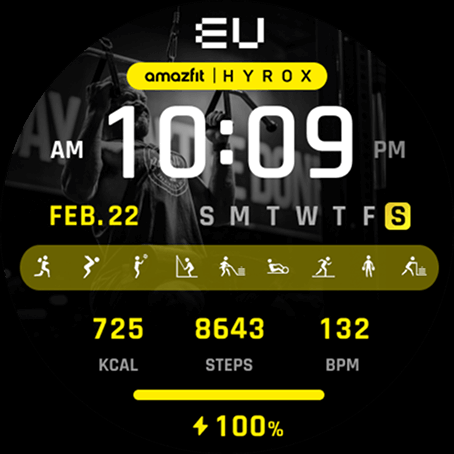 EU
amazfit | HYROX
AM 10:09 PM
FEB.22 S M T W T F S
725 8643 132
KCAL STEPS BPM
100%